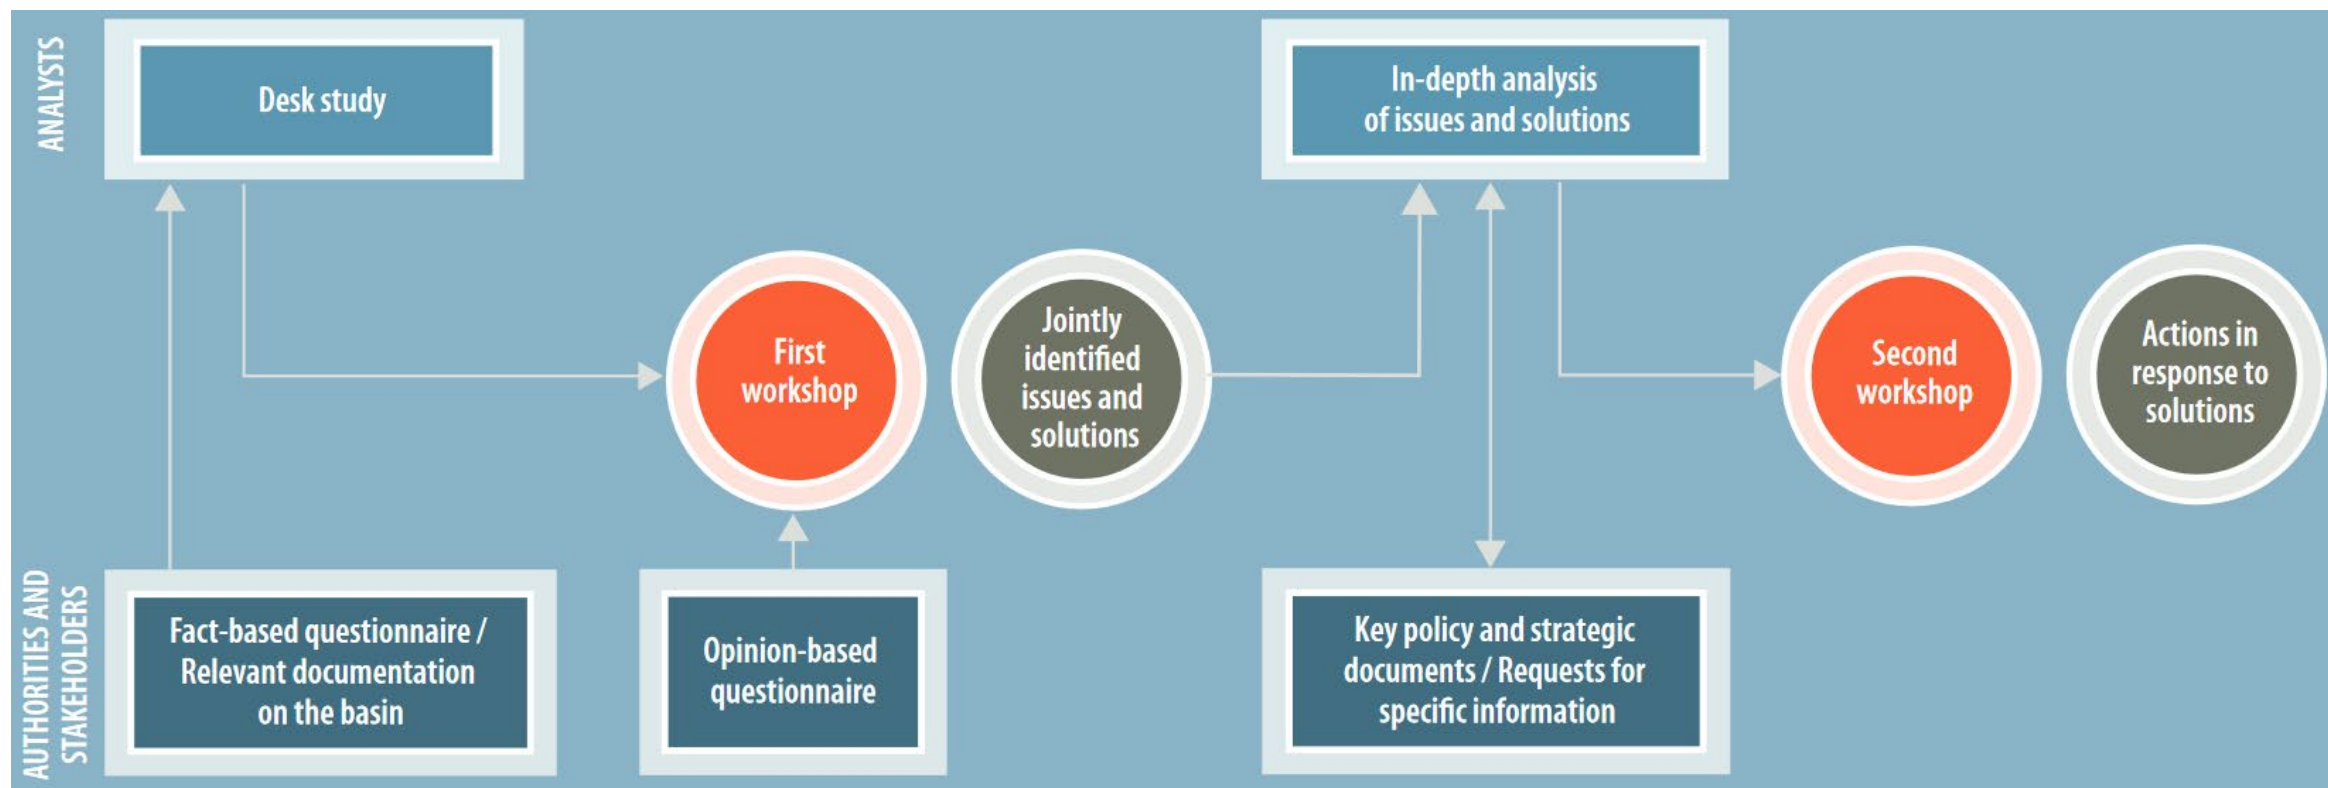 ANALYSTS
Desk study
In-depth analysis
of issues and solutions
First
workshop
Jointly
identified
issues and
solutions
Second
workshop
Actions in
response to
solutions
AUTHORITIES AND
STAKEHOLDERS
Fact-based questionnaire /
Relevant documentation
on the basin
Opinion-based
questionnaire
Key policy and strategic
documents / Requests for
specific information